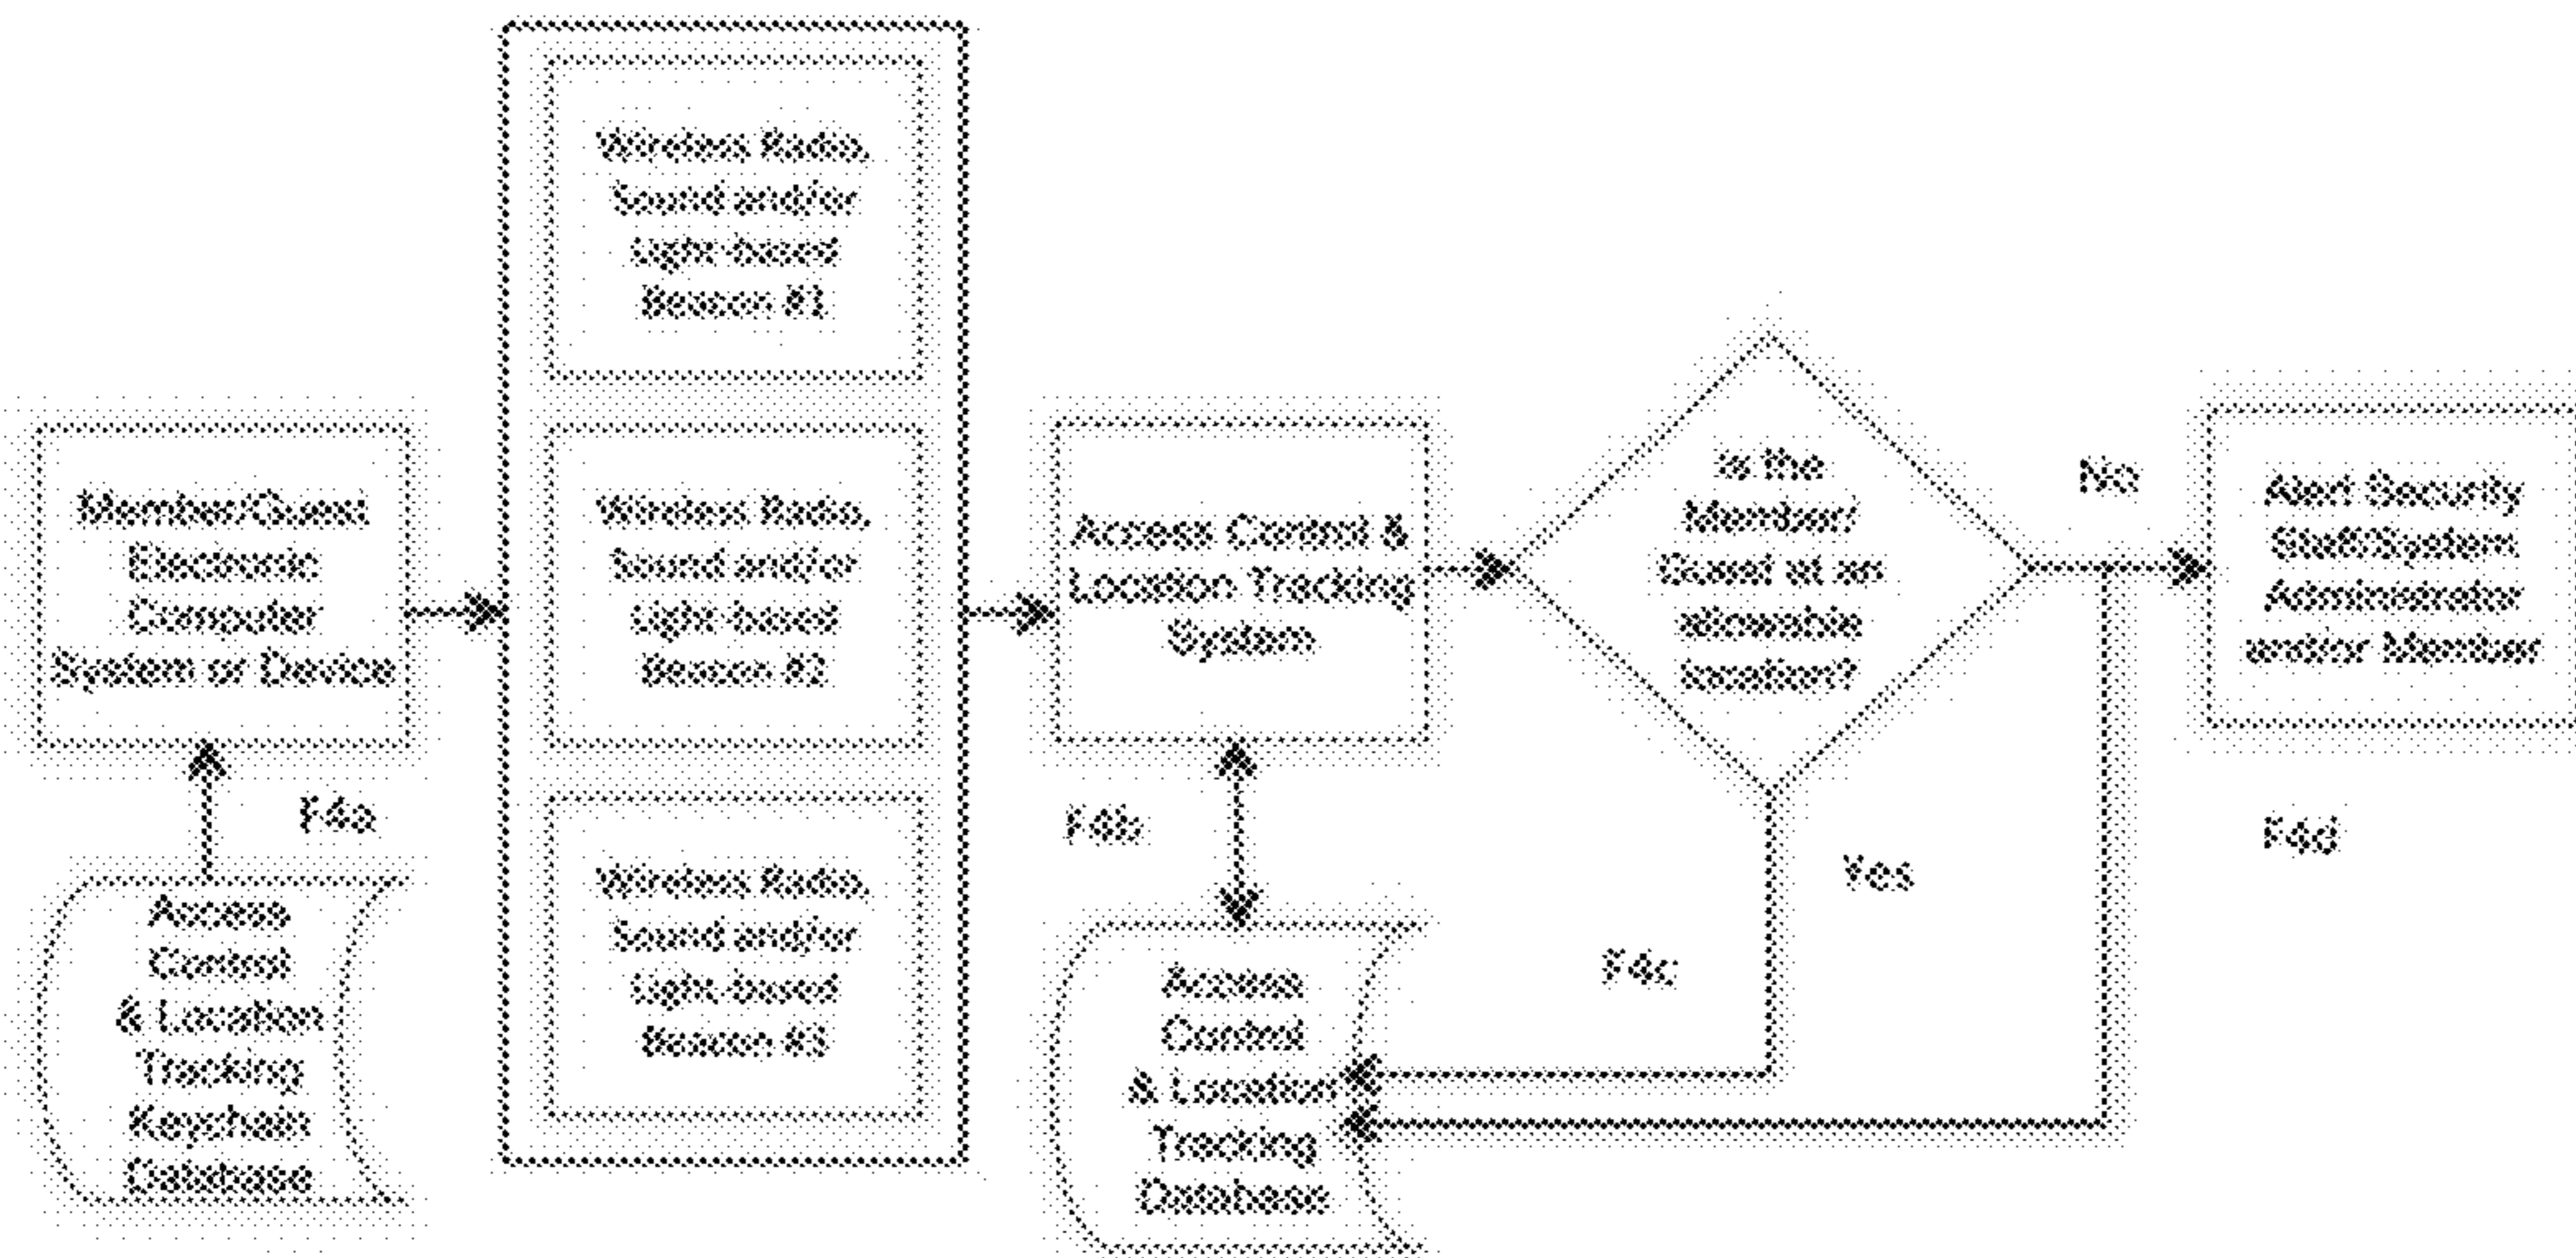 Wireless Radio,
Sound and/or
Light-based
Beacon #1
Member/Guest
Electronic
Computer
System or Device
Wireless Radio,
Sound and/or
Light-based
Beacon #2
Access Control &
Location Tracking
System
Is the
Member/
Guest at an
allowable
location?
No
Alert Security
Staff/System
Administrator
and/or Member
F4a
F4b
Yes
F4d
Access
Control
& Location
Tracking
Keychain
Database
Wireless Radio,
Sound and/or
Light-based
Beacon #3
F4c
Access
Control
& Location
Tracking
Database